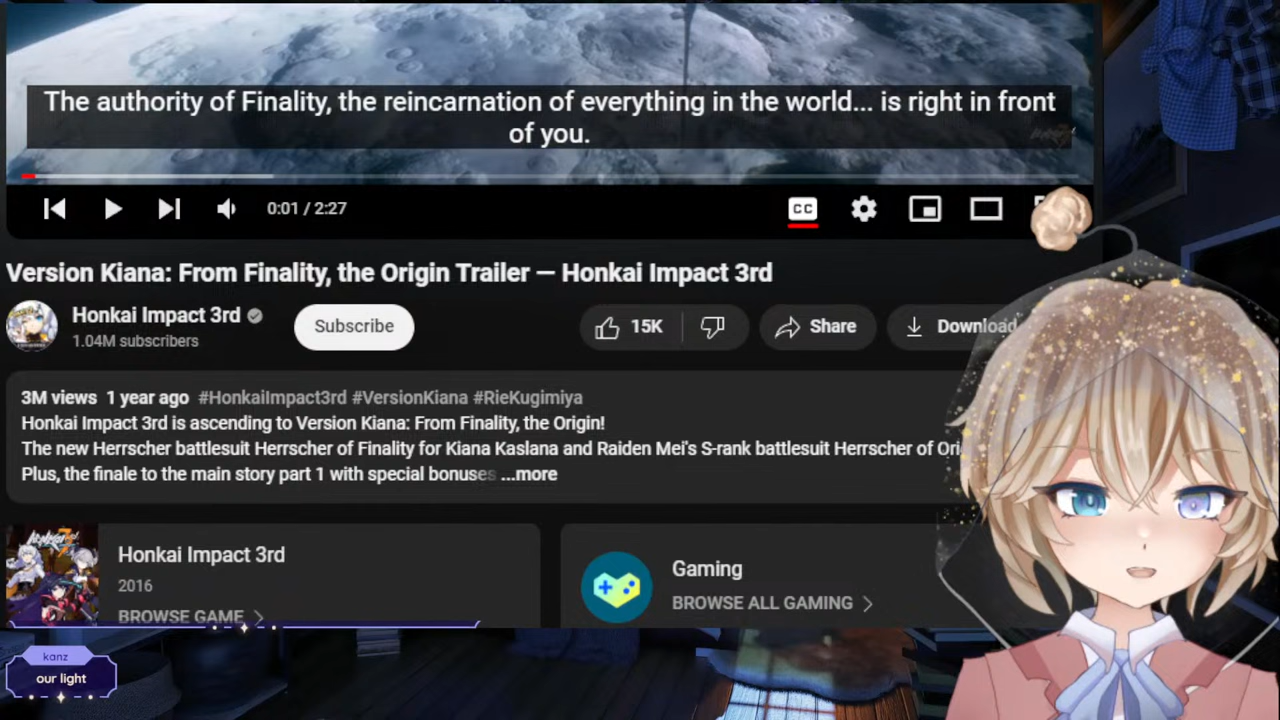 The authority of Finality, the reincarnation of everything in the world... is right in front
of you.
0:01 / 2:27
CC
Version Kiana: From Finality, the Origin Trailer — Honkai Impact 3rd
Honkai Impact 3rd
1.04M subscribers
Subscribe
15K
Share
Download
3M views 1 year ago #HonkaiImpact3rd #VersionKiana #RieKugimiya
Honkai Impact 3rd is ascending to Version Kiana: From Finality, the Origin!
The new Herrscher battlesuit Herrscher of Finality for Kiana Kaslana and Raiden Mei's S-rank battlesuit Herrscher of Ori
Plus, the finale to the main story part 1 with special bonuses ...more
Honkai Impact 3rd
2016
BROWSE GAME
Gaming
BROWSE ALL GAMING
kanz
our light